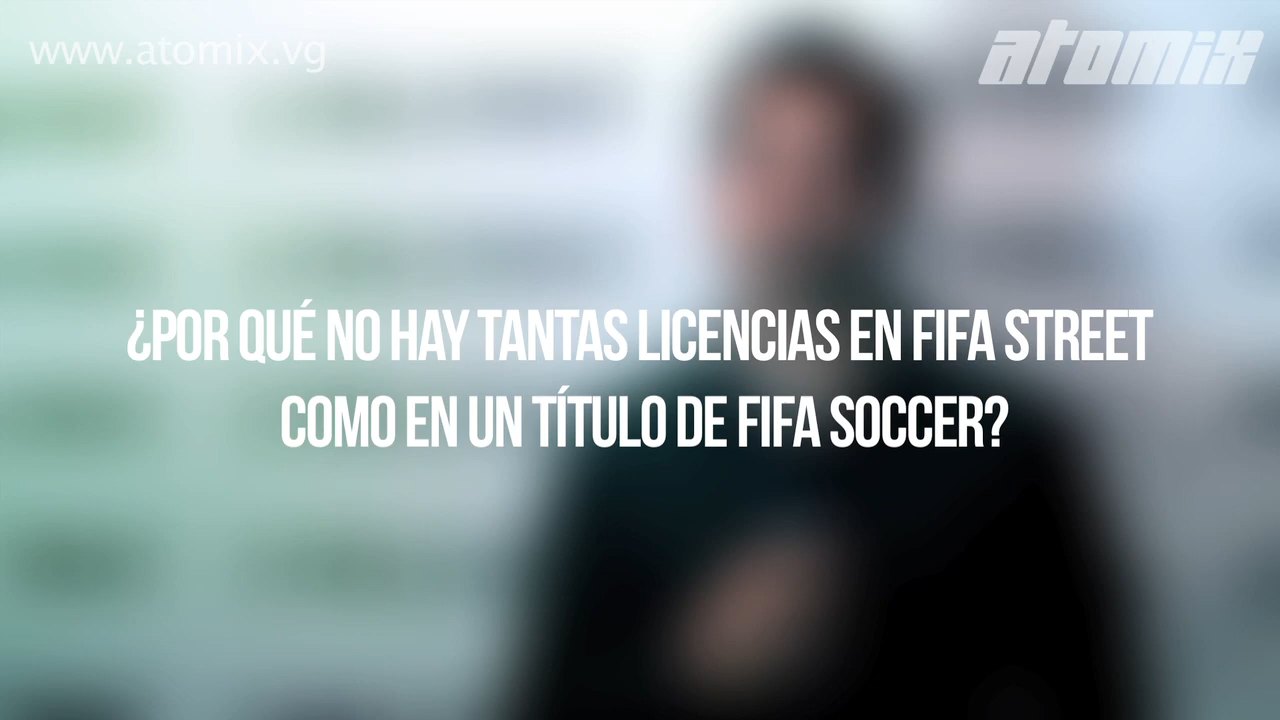 www.atomix.vg
atomix
¿POR QUÉ NO HAY TANTAS LICENCIAS EN FIFA STREET
COMO EN UN TÍTULO DE FIFA SOCCER?